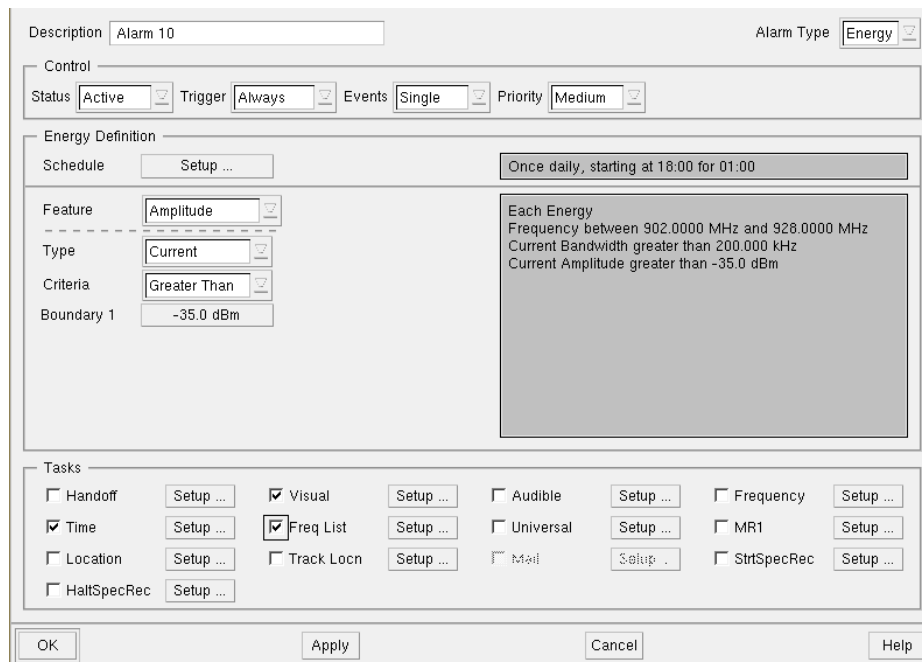 Description Alarm 10 Alarm Type Energy
Control
Status Active Trigger Always Events Single Priority Medium
Energy Definition
Schedule Setup ... Once daily, starting at 18:00 for 01:00
Feature Amplitude
Type Current
Criteria Greater Than
Boundary 1 -35.0 dBm
Each Energy
Frequency between 902.0000 MHz and 928.0000 MHz
Current Bandwidth greater than 200.000 kHz
Current Amplitude greater than -35.0 dBm
Tasks
Handoff Setup ... Visual Setup ... Audible Setup ... Frequency Setup ...
Time Setup ... Freq List Setup ... Universal Setup ... MR1 Setup ...
Location Setup ... Track Locn Setup ... Mail Setup . StrtSpecRec Setup ...
HaltSpecRec Setup ...
OK Apply Cancel Help